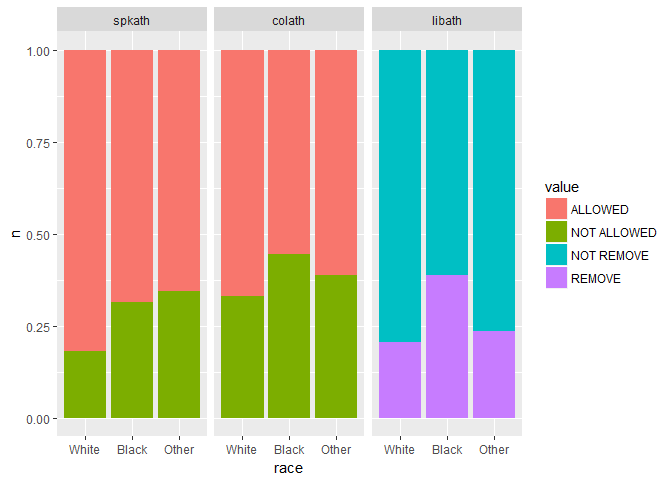 spkath colath libath
1.00
0.75
0.50
0.25
0.00
n
White Black Other White Black Other White Black Other
race
value
ALLOWED
NOT ALLOWED
NOT REMOVE
REMOVE